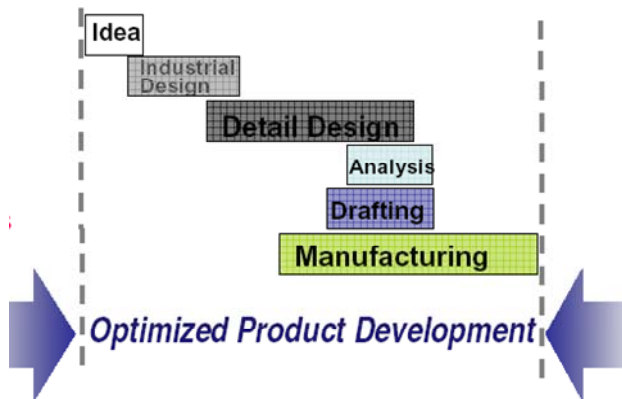 Idea
Industrial
Design
Detail Design
Analysis
Drafting
Manufacturing
Optimized Product Development